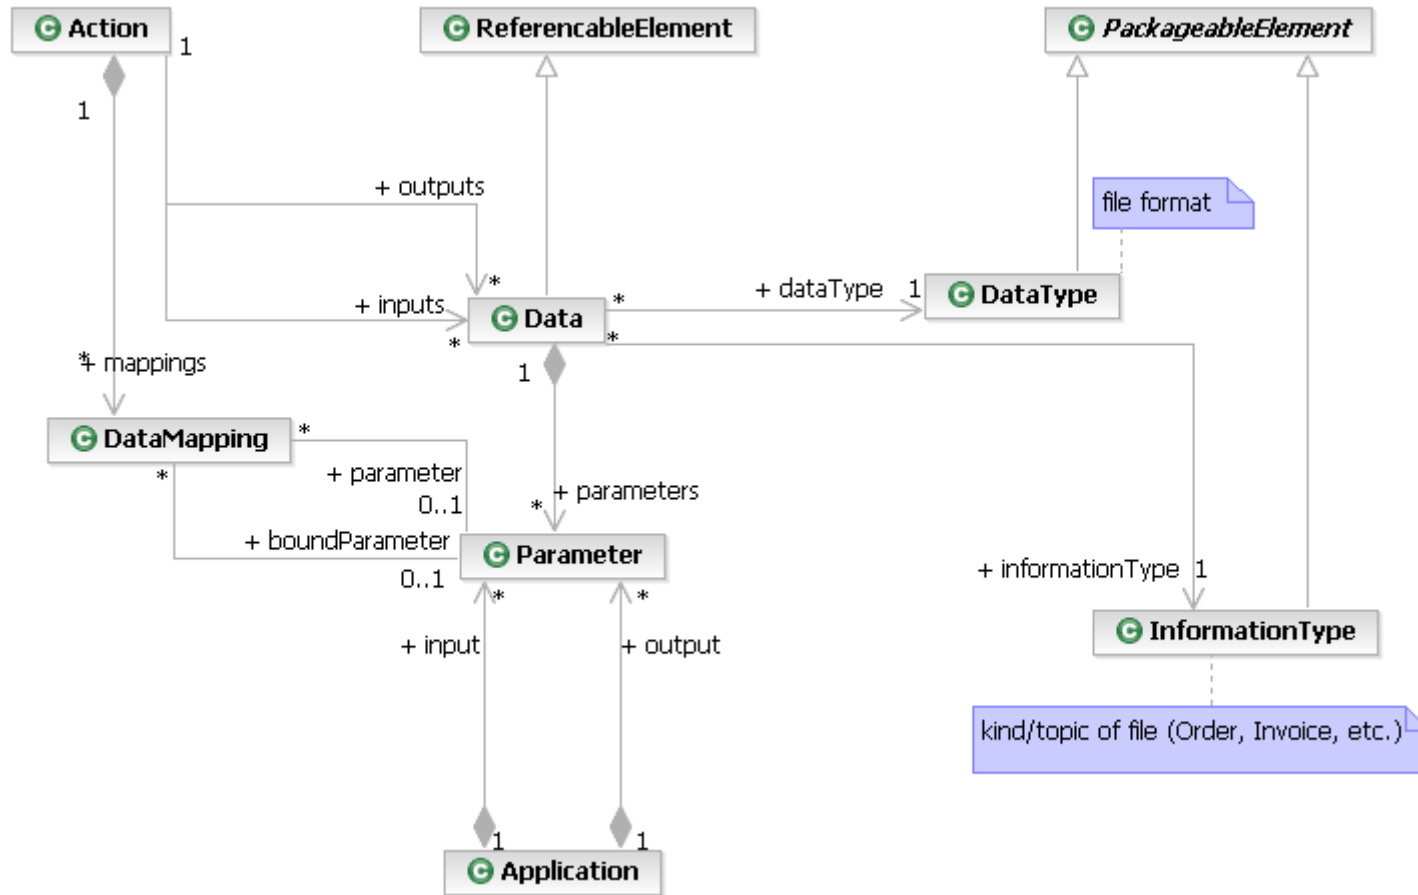 C Action
C ReferencableElement
C PackageableElement
1
1
+ outputs
file format
*
+ inputs
*
C Data
*
+ dataType
1
C DataType
*
1
*
+ mappings
C DataMapping
*
*
+ parameter
0..1
+ parameters
*
+ boundParameter
0..1
C Parameter
+ informationType
1
*
*
+ input
+ output
C InformationType
kind/topic of file (Order, Invoice, etc.)
1
1
C Application